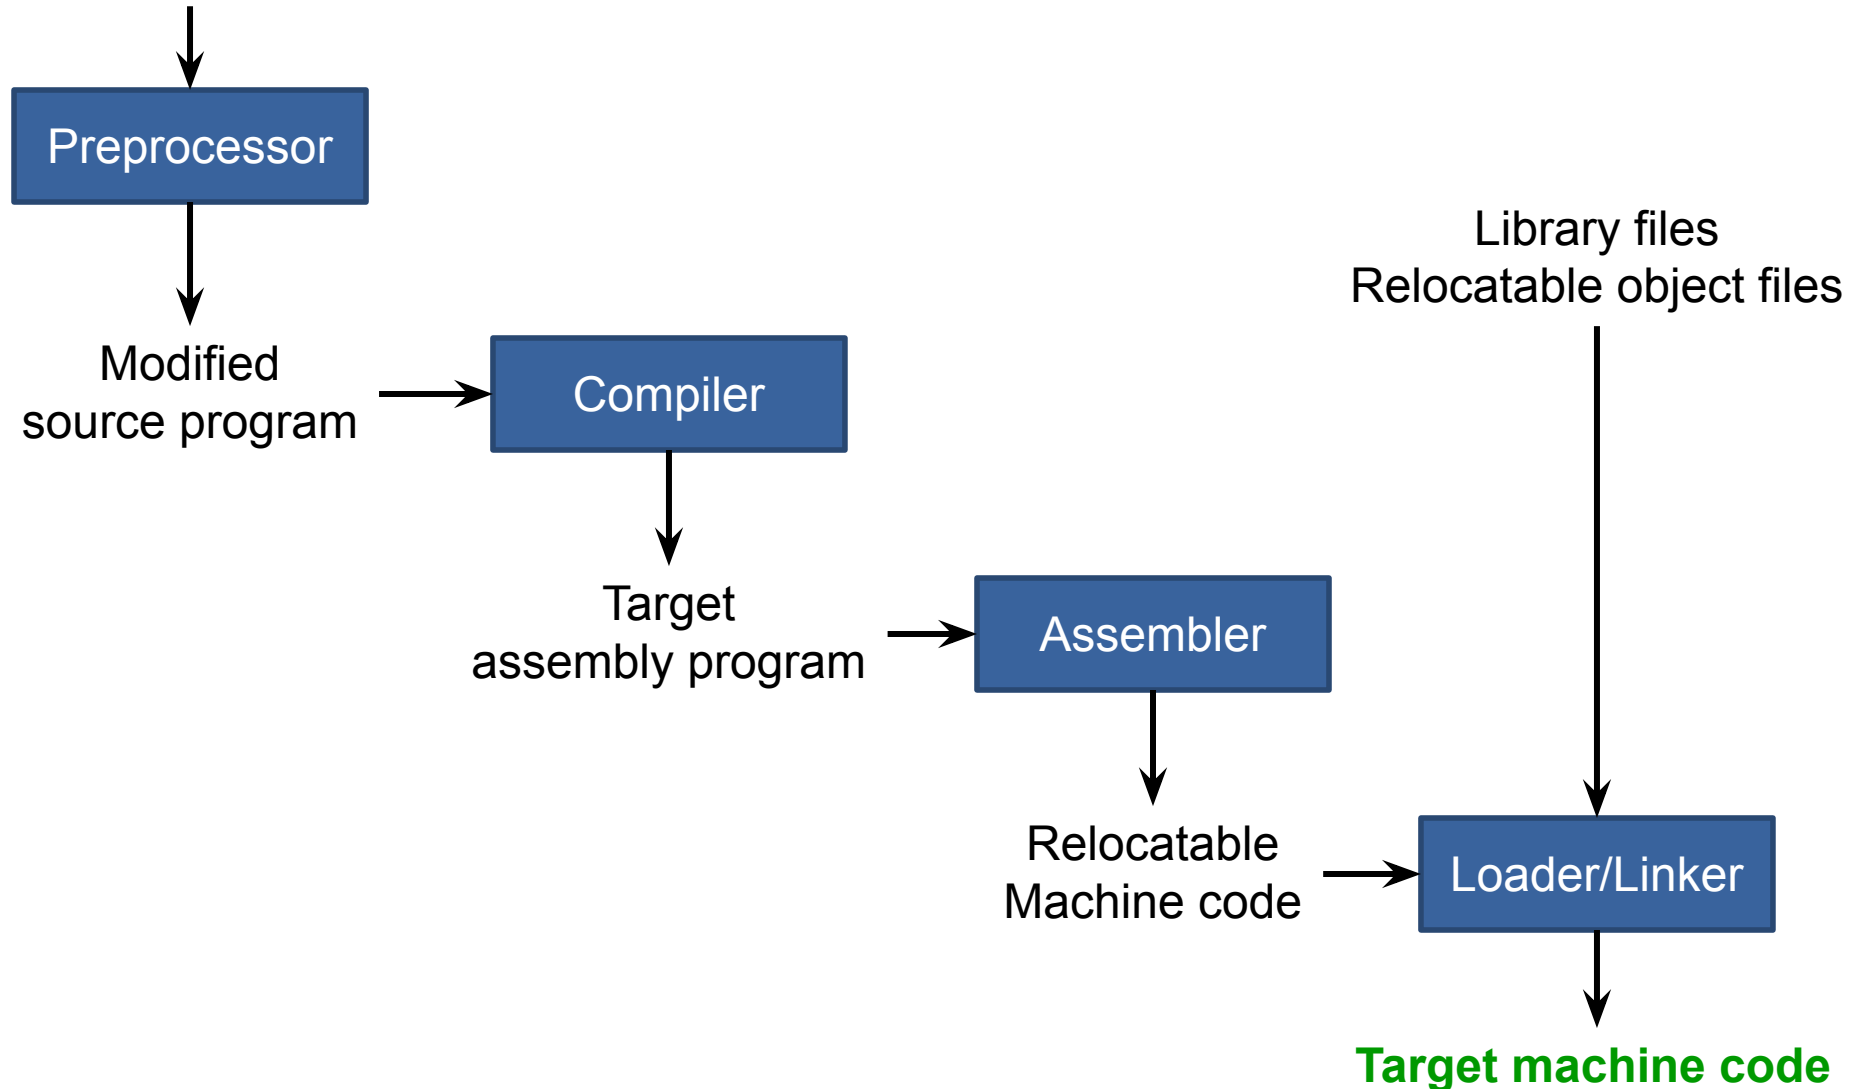 Preprocessor
Library files
Relocatable object files
Modified
source program
Compiler
Target
assembly program
Assembler
Relocatable
Machine code
Loader/Linker
Target machine code